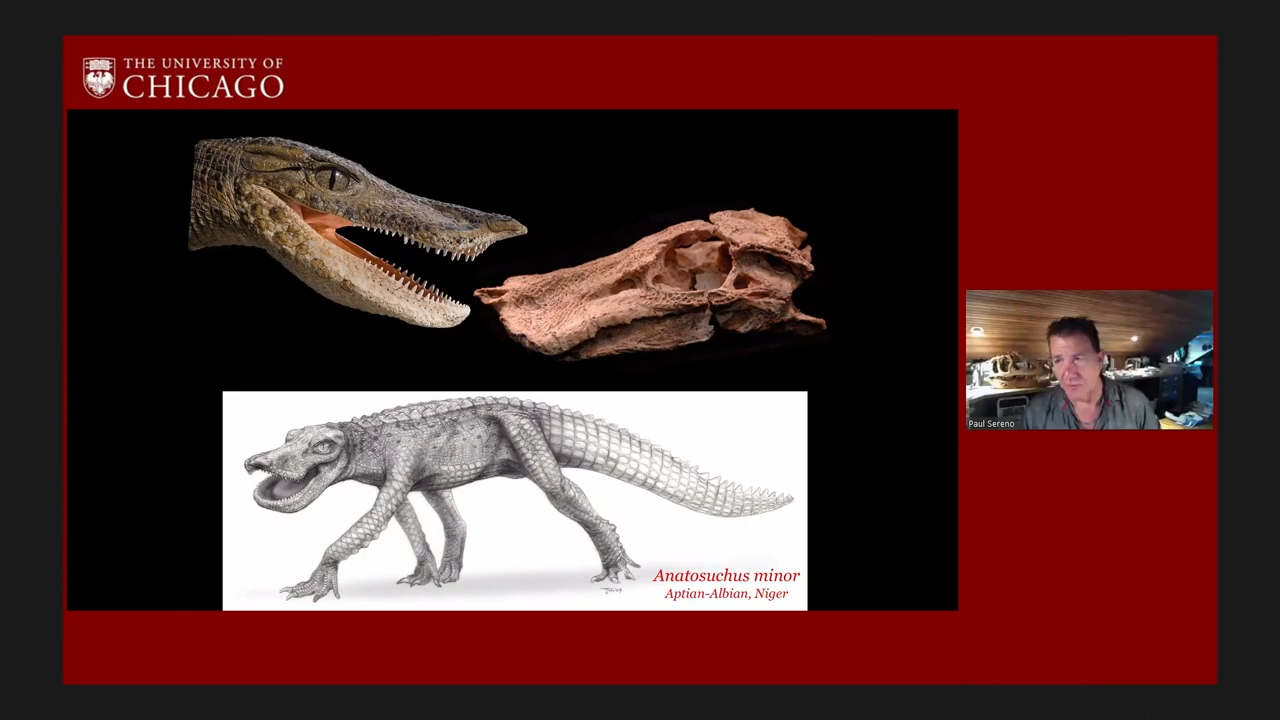 THE UNIVERSITY OF
CHICAGO
Paul Sereno
Anatosuchus minor
Aptian-Albian, Niger